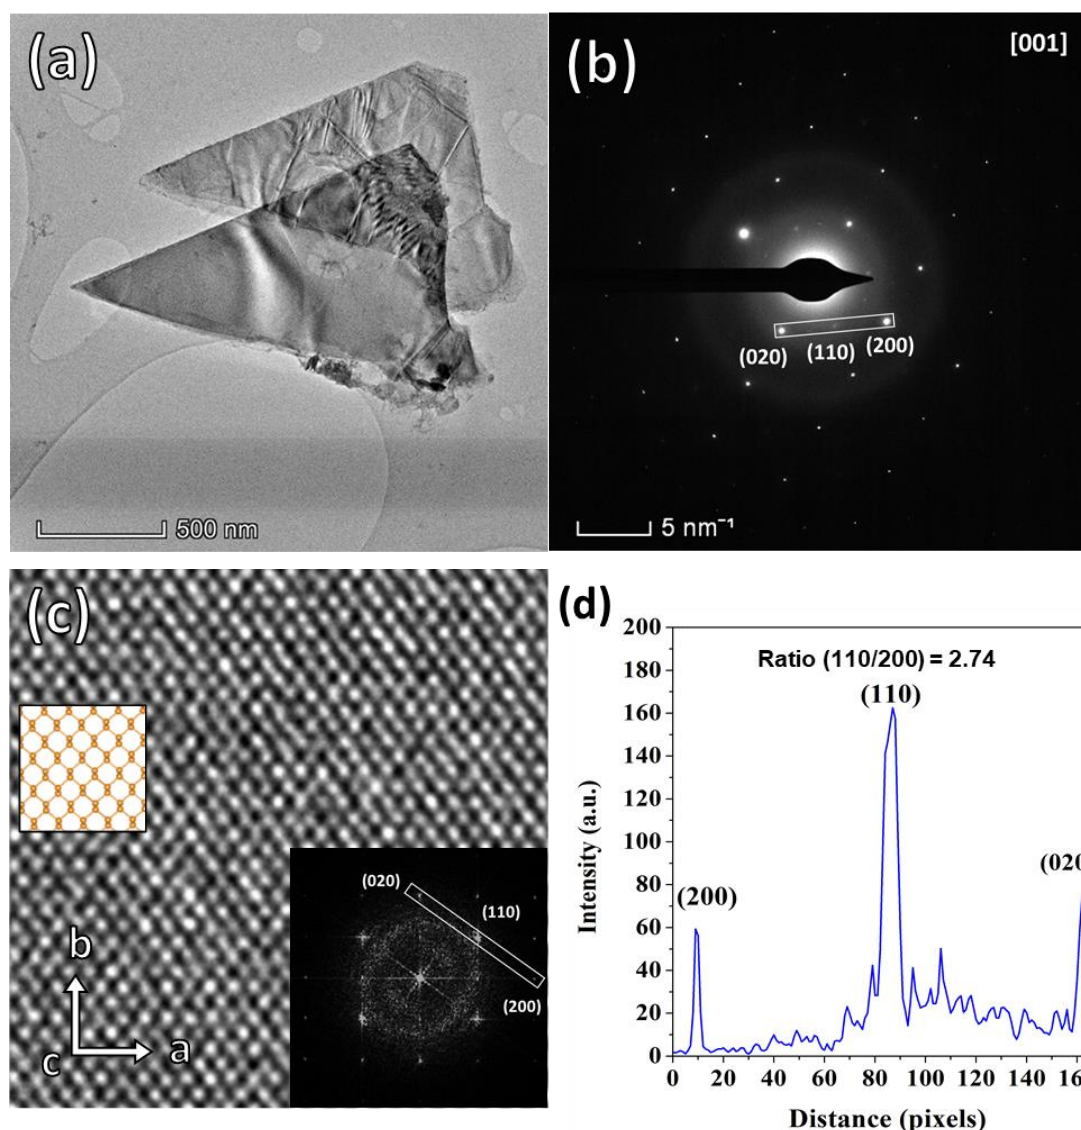 (a)
500 nm
(b)
[001]
(020)
(110)
(200)
5 nm⁻¹
(c)
b
c
a
(020)
(110)
(200)
(d)
Ratio (110/200) = 2.74
(110)
(200)
(020
200
180
160
140
120
100
80
60
40
20
0
0 20 40 60 80 100 120 140 160
Intensity (a.u.)
Distance (pixels)